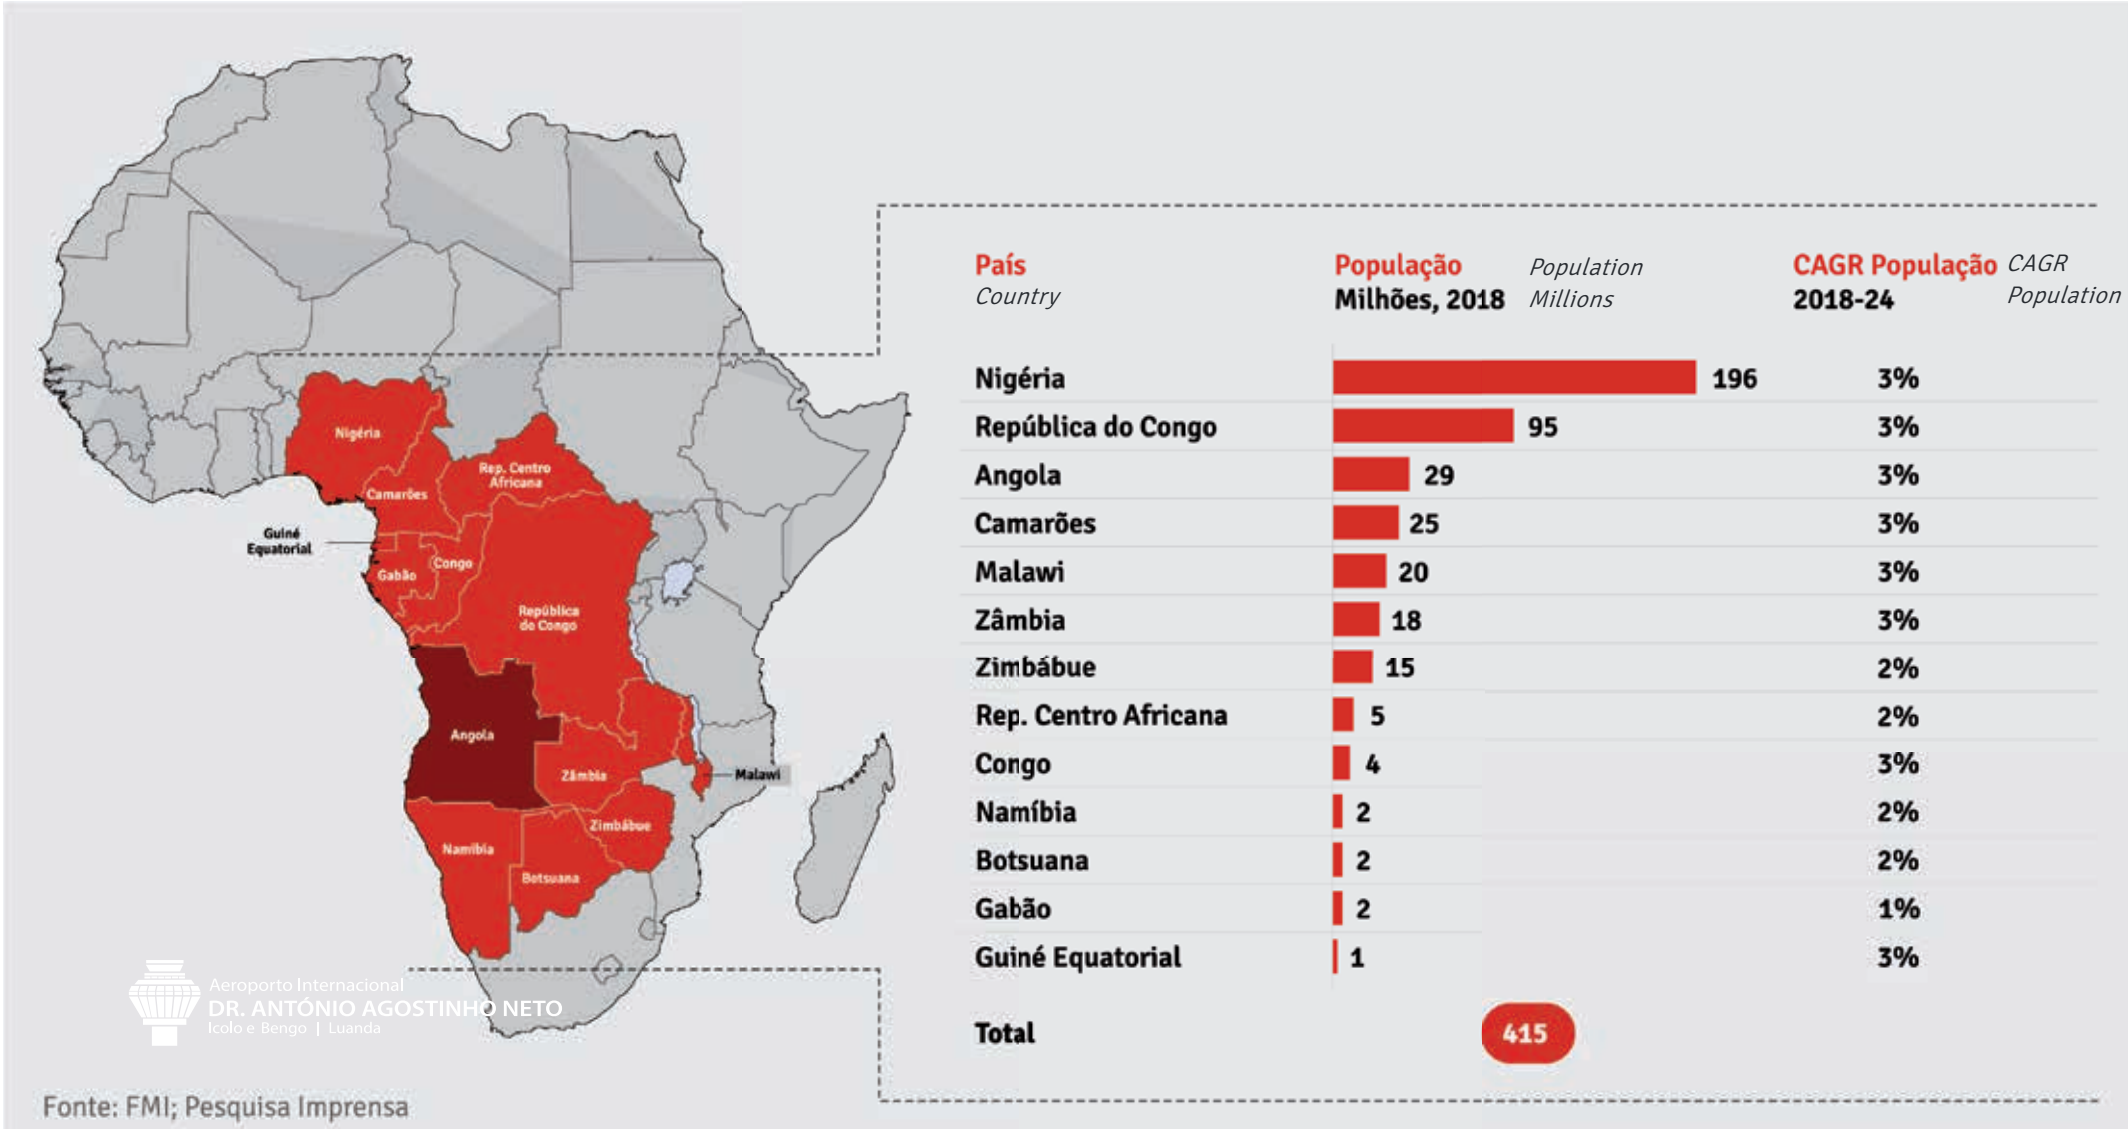 Nigéria
Camarões
Rep. Centro
Africana
Guiné
Equatorial
Gabão
Congo
República
do Congo
Angola
Zâmbia
Malawi
Zimbábue
Namíbia
Botsuana
Aeroporto Internacional
DR. ANTÓNIO AGOSTINHO NETO
Icolo e Bengo | Luanda
Fonte: FMI; Pesquisa Imprensa
País População Population CAGR População CAGR
Country Milhões, 2018 Millions 2018-24 Population
Nigéria 196 3%
República do Congo 95 3%
Angola 29 3%
Camarões 25 3%
Malawi 20 3%
Zâmbia 18 3%
Zimbábue 15 2%
Rep. Centro Africana 5 2%
Congo 4 3%
Namíbia 2 2%
Botsuana 2 2%
Gabão 2 1%
Guiné Equatorial 1 3%
Total 415